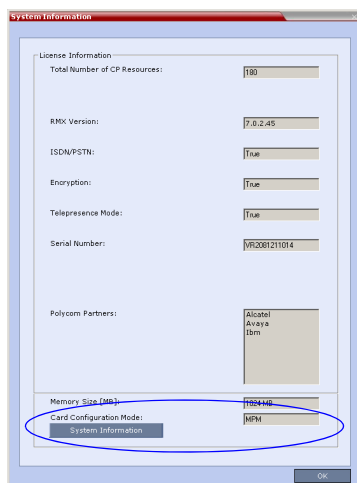 System Information
License Information
Total Number of CP Resources: 180
RMX Version: 7.0.2.45
ISDN/PSTN: True
Encryption: True
Telepresence Mode: True
Serial Number: VR2081211014
Polycom Partners: Alcatel
Avaya
Ibm
Memory Size [MB]: 1024 MB
Card Configuration Mode: MPM
System Information
OK